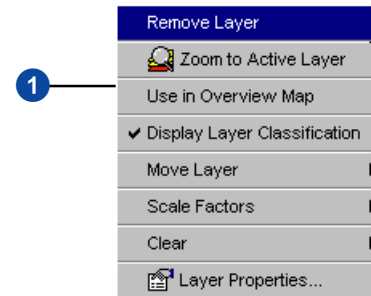 Remove Layer
Zoom to Active Layer
1
Use in Overview Map
Display Layer Classification
Move Layer
Scale Factors
Clear
Layer Properties...